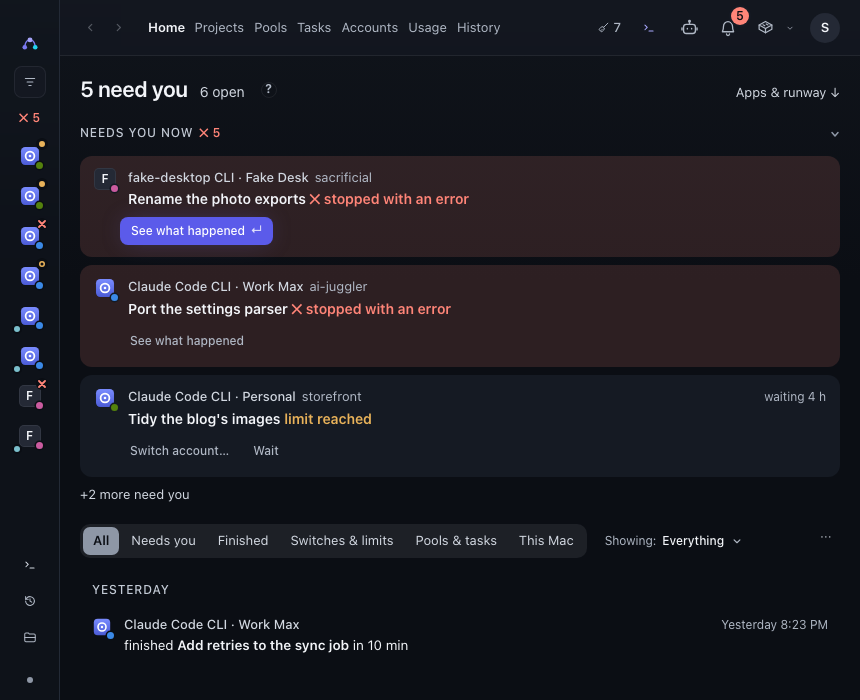 Home Projects Pools Tasks Accounts Usage History 7 5 S
5 need you 6 open ?
Apps & runway ↓
5
NEEDS YOU NOW 5
F
fake-desktop CLI · Fake Desk sacrificial
Rename the photo exports stopped with an error
See what happened ↵
Claude Code CLI · Work Max ai-juggler
Port the settings parser stopped with an error
See what happened
Claude Code CLI · Personal storefront waiting 4 h
Tidy the blog's images limit reached
Switch account… Wait
F
F
+2 more need you
All Needs you Finished Switches & limits Pools & tasks This Mac Showing: Everything ···
YESTERDAY
Claude Code CLI · Work Max Yesterday 8:23 PM
finished Add retries to the sync job in 10 min